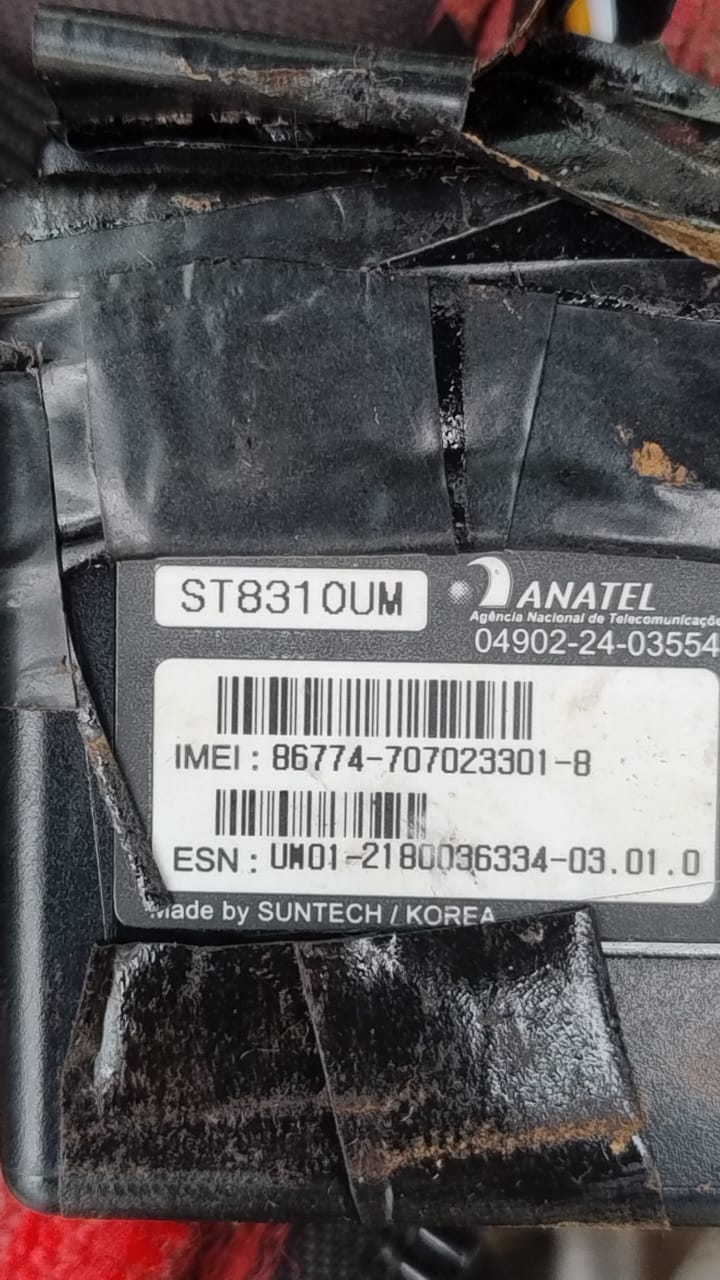 ST8310UM
ANATEL
Agência Nacional de Telecomunicaçõe
04902-24-03554
IMEI : 86774-707023301-8
ESN : UM01-2180036334-03.01.0
Made by SUNTECH / KOREA